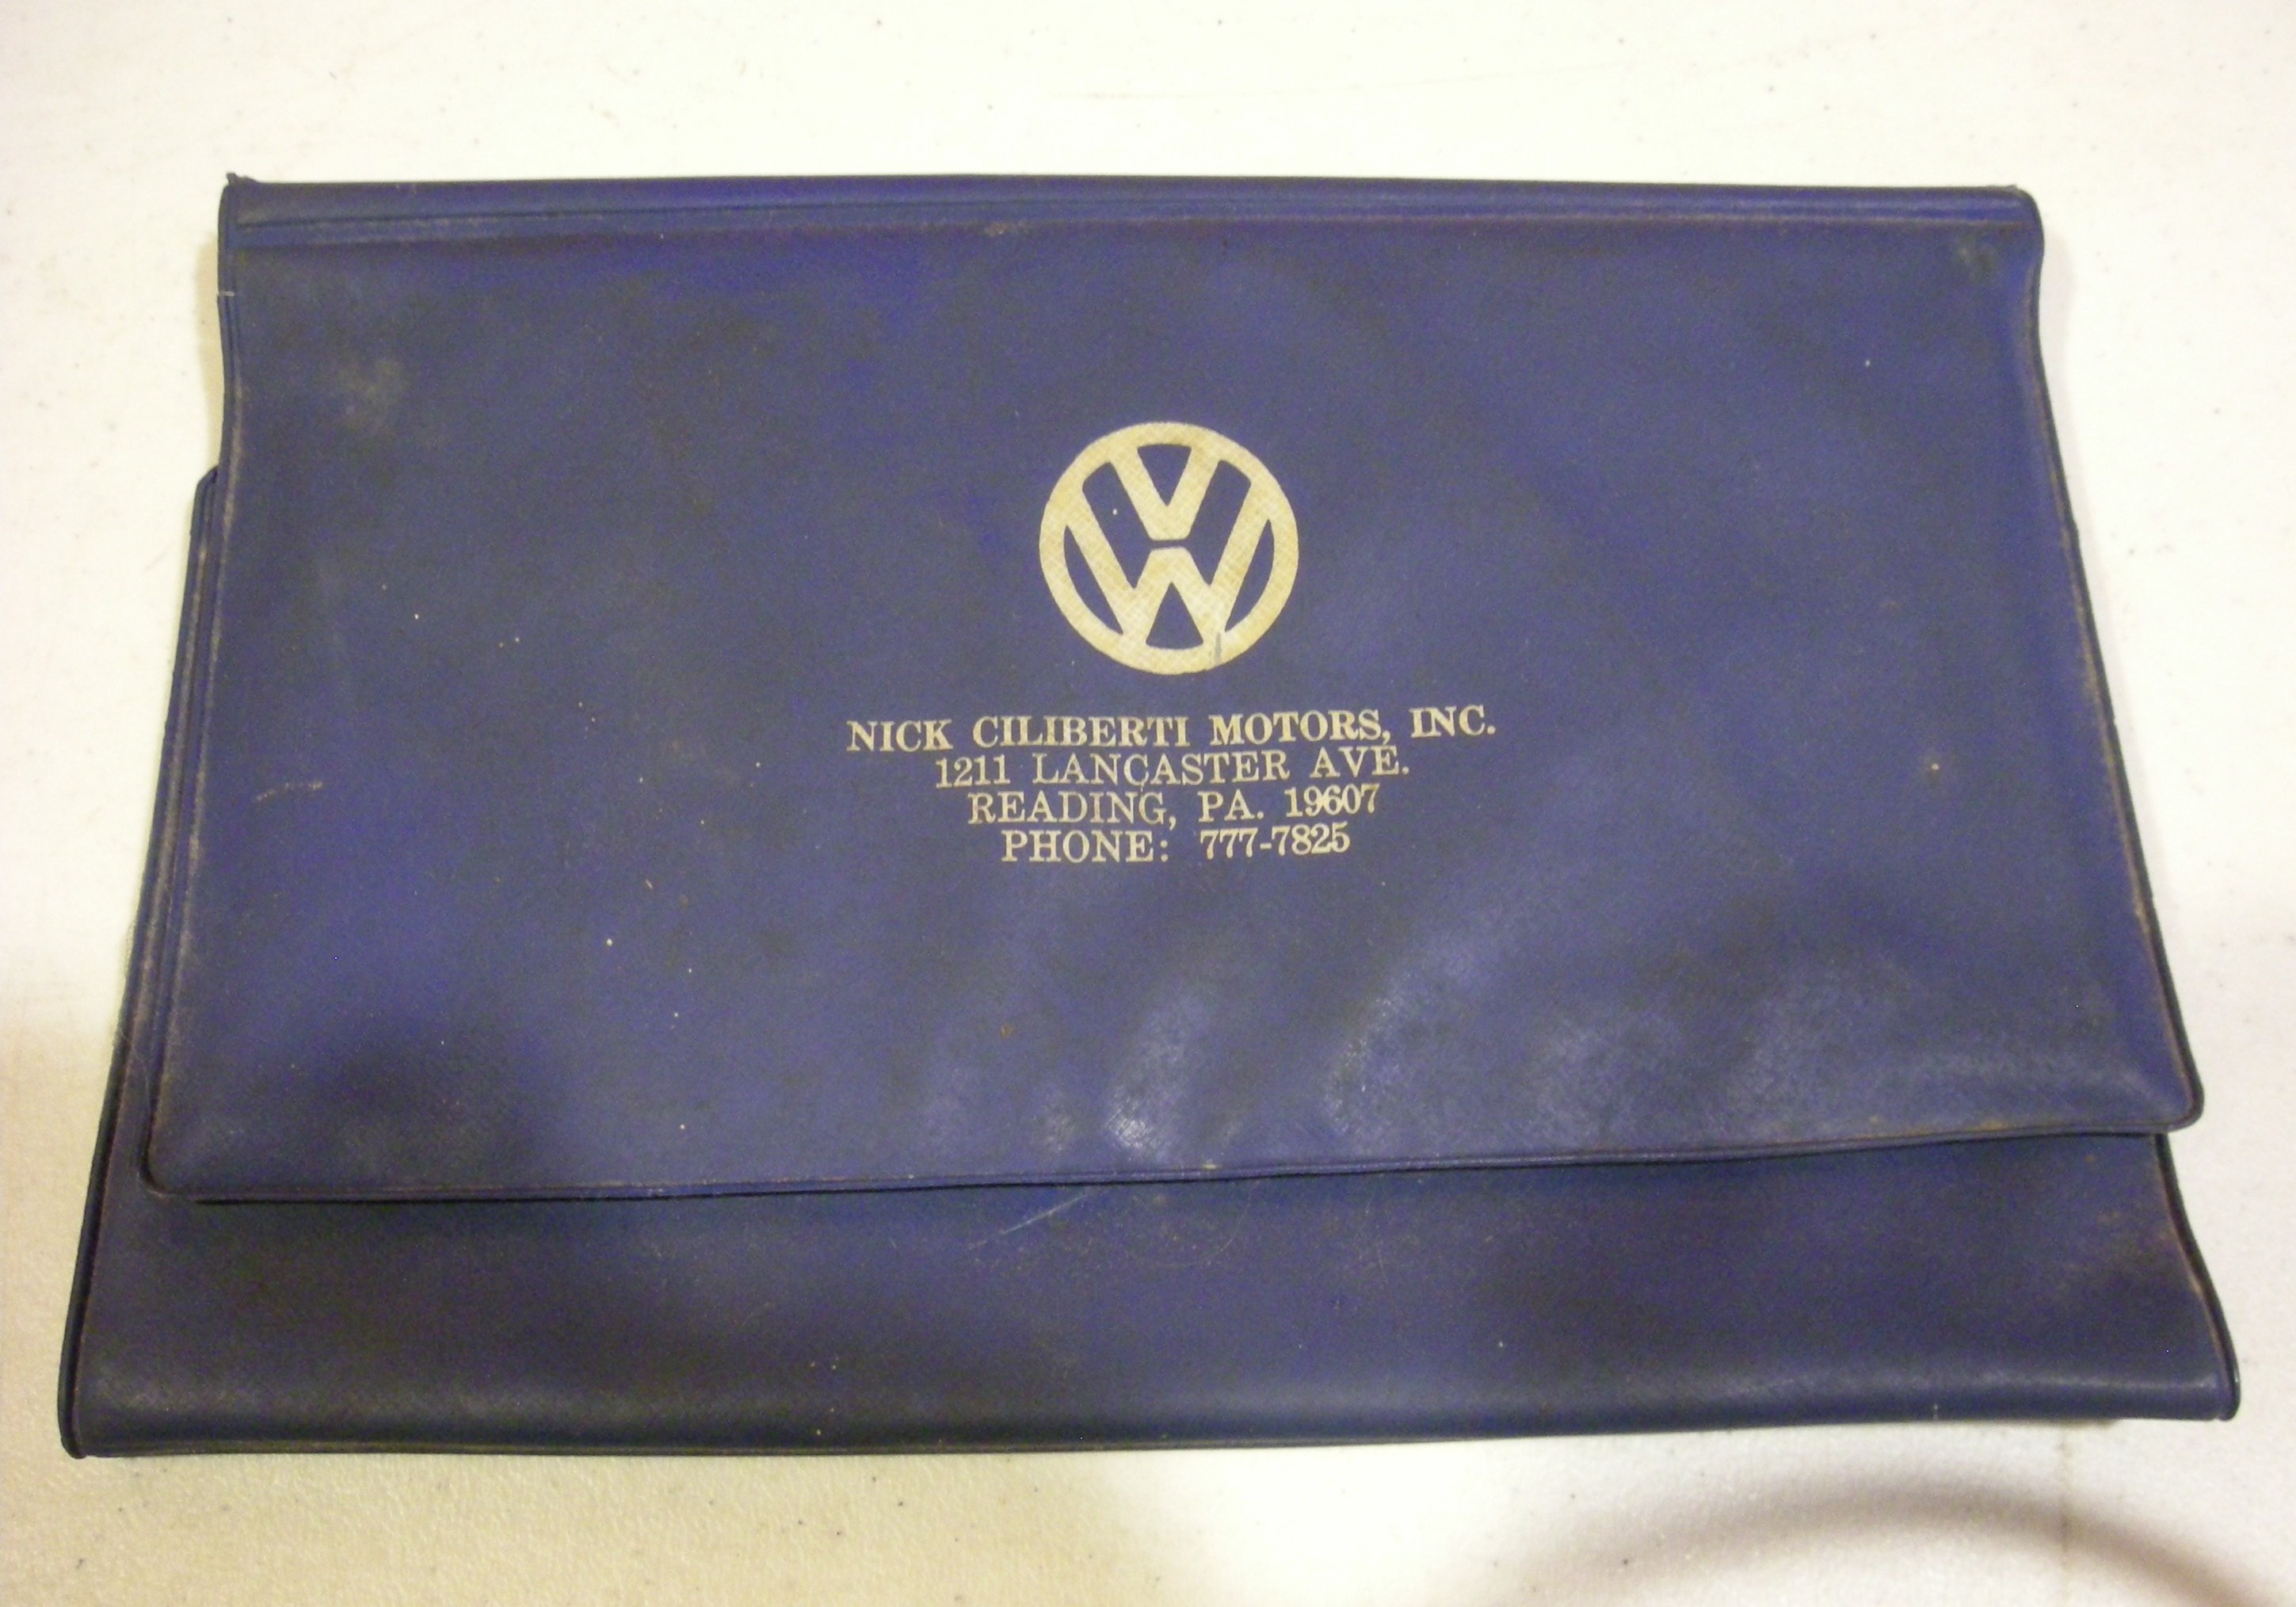 VW
NICK CILIBERTI MOTORS, INC.
1211 LANCASTER AVE.
READING, PA. 19607
PHONE: 777-7825